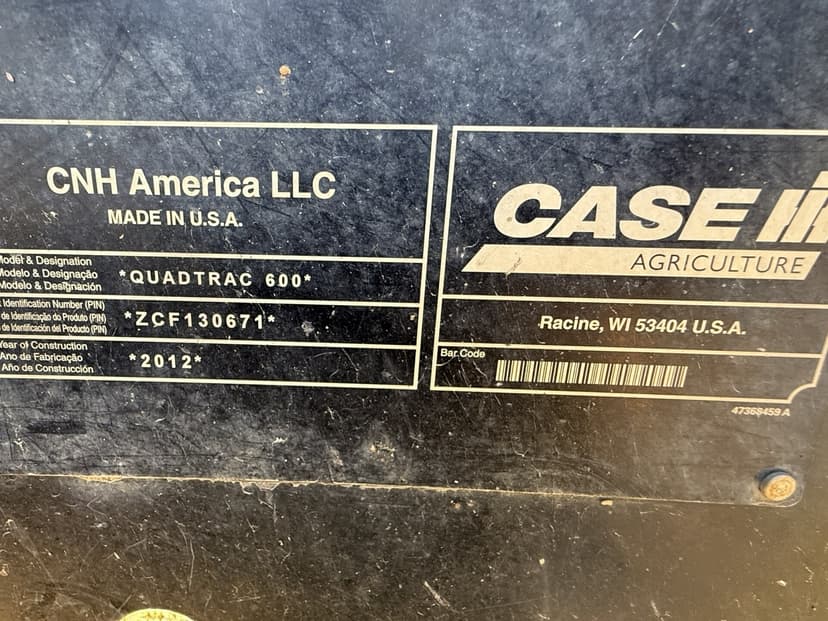 CNH America LLC
MADE IN U.S.A.
Model & Designation
Modelo & Designação
Modelo & Designación
*QUADTRAC 600*
Identification Number (PIN)
de Identificação do Produto (PIN)
de Identificación del Producto (PIN)
*ZCF130671*
Year of Construction
Ano de Fabricação
Año de Construcción
*2012*
CASE IH
AGRICULTURE
Racine, WI 53404 U.S.A.
Bar Code
47368459 A